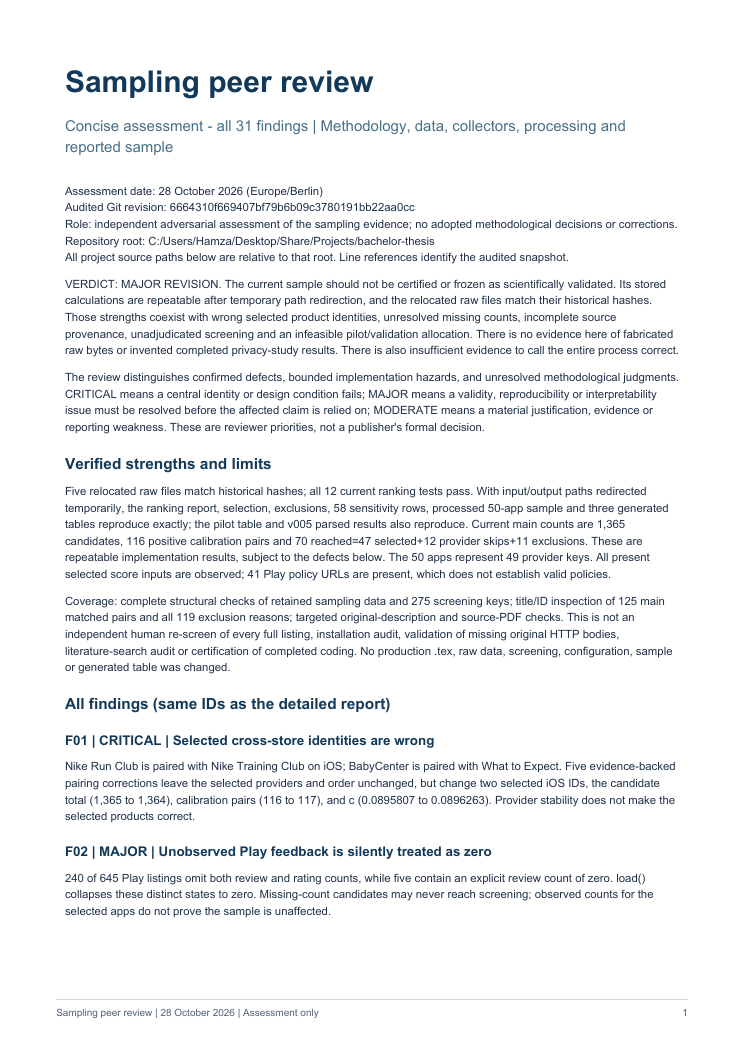 Sampling peer review
Concise assessment - all 31 findings | Methodology, data, collectors, processing and
reported sample
Assessment date: 28 October 2026 (Europe/Berlin)
Audited Git revision: 6664310f669407bf79b6b09c3780191bb22aa0cc
Role: independent adversarial assessment of the sampling evidence; no adopted methodological decisions or corrections.
Repository root: C:/Users/Hamza/Desktop/Share/Projects/bachelor-thesis
All project source paths below are relative to that root. Line references identify the audited snapshot.
VERDICT: MAJOR REVISION. The current sample should not be certified or frozen as scientifically validated. Its stored
calculations are repeatable after temporary path redirection, and the relocated raw files match their historical hashes.
Those strengths coexist with wrong selected product identities, unresolved missing counts, incomplete source
provenance, unadjudicated screening and an infeasible pilot/validation allocation. There is no evidence here of fabricated
raw bytes or invented completed privacy-study results. There is also insufficient evidence to call the entire process correct.
The review distinguishes confirmed defects, bounded implementation hazards, and unresolved methodological judgments.
CRITICAL means a central identity or design condition fails; MAJOR means a validity, reproducibility or interpretability
issue must be resolved before the affected claim is relied on; MODERATE means a material justification, evidence or
reporting weakness. These are reviewer priorities, not a publisher's formal decision.
Verified strengths and limits
Five relocated raw files match historical hashes; all 12 current ranking tests pass. With input/output paths redirected
temporarily, the ranking report, selection, exclusions, 58 sensitivity rows, processed 50-app sample and three generated
tables reproduce exactly; the pilot table and v005 parsed results also reproduce. Current main counts are 1,365
candidates, 116 positive calibration pairs and 70 reached=47 selected+12 provider skips+11 exclusions. These are
repeatable implementation results, subject to the defects below. The 50 apps represent 49 provider keys. All present
selected score inputs are observed; 41 Play policy URLs are present, which does not establish valid policies.
Coverage: complete structural checks of retained sampling data and 275 screening keys; title/ID inspection of 125 main
matched pairs and all 119 exclusion reasons; targeted original-description and source-PDF checks. This is not an
independent human re-screen of every full listing, installation audit, validation of missing original HTTP bodies,
literature-search audit or certification of completed coding. No production .tex, raw data, screening, configuration, sample
or generated table was changed.
All findings (same IDs as the detailed report)
F01 | CRITICAL | Selected cross-store identities are wrong
Nike Run Club is paired with Nike Training Club on iOS; BabyCenter is paired with What to Expect. Five evidence-backed
pairing corrections leave the selected providers and order unchanged, but change two selected iOS IDs, the candidate
total (1,365 to 1,364), calibration pairs (116 to 117), and c (0.0895807 to 0.0896263). Provider stability does not make the
selected products correct.
F02 | MAJOR | Unobserved Play feedback is silently treated as zero
240 of 645 Play listings omit both review and rating counts, while five contain an explicit review count of zero. load()
collapses these distinct states to zero. Missing-count candidates may never reach screening; observed counts for the
selected apps do not prove the sample is unaffected.
Sampling peer review | 28 October 2026 | Assessment only
1